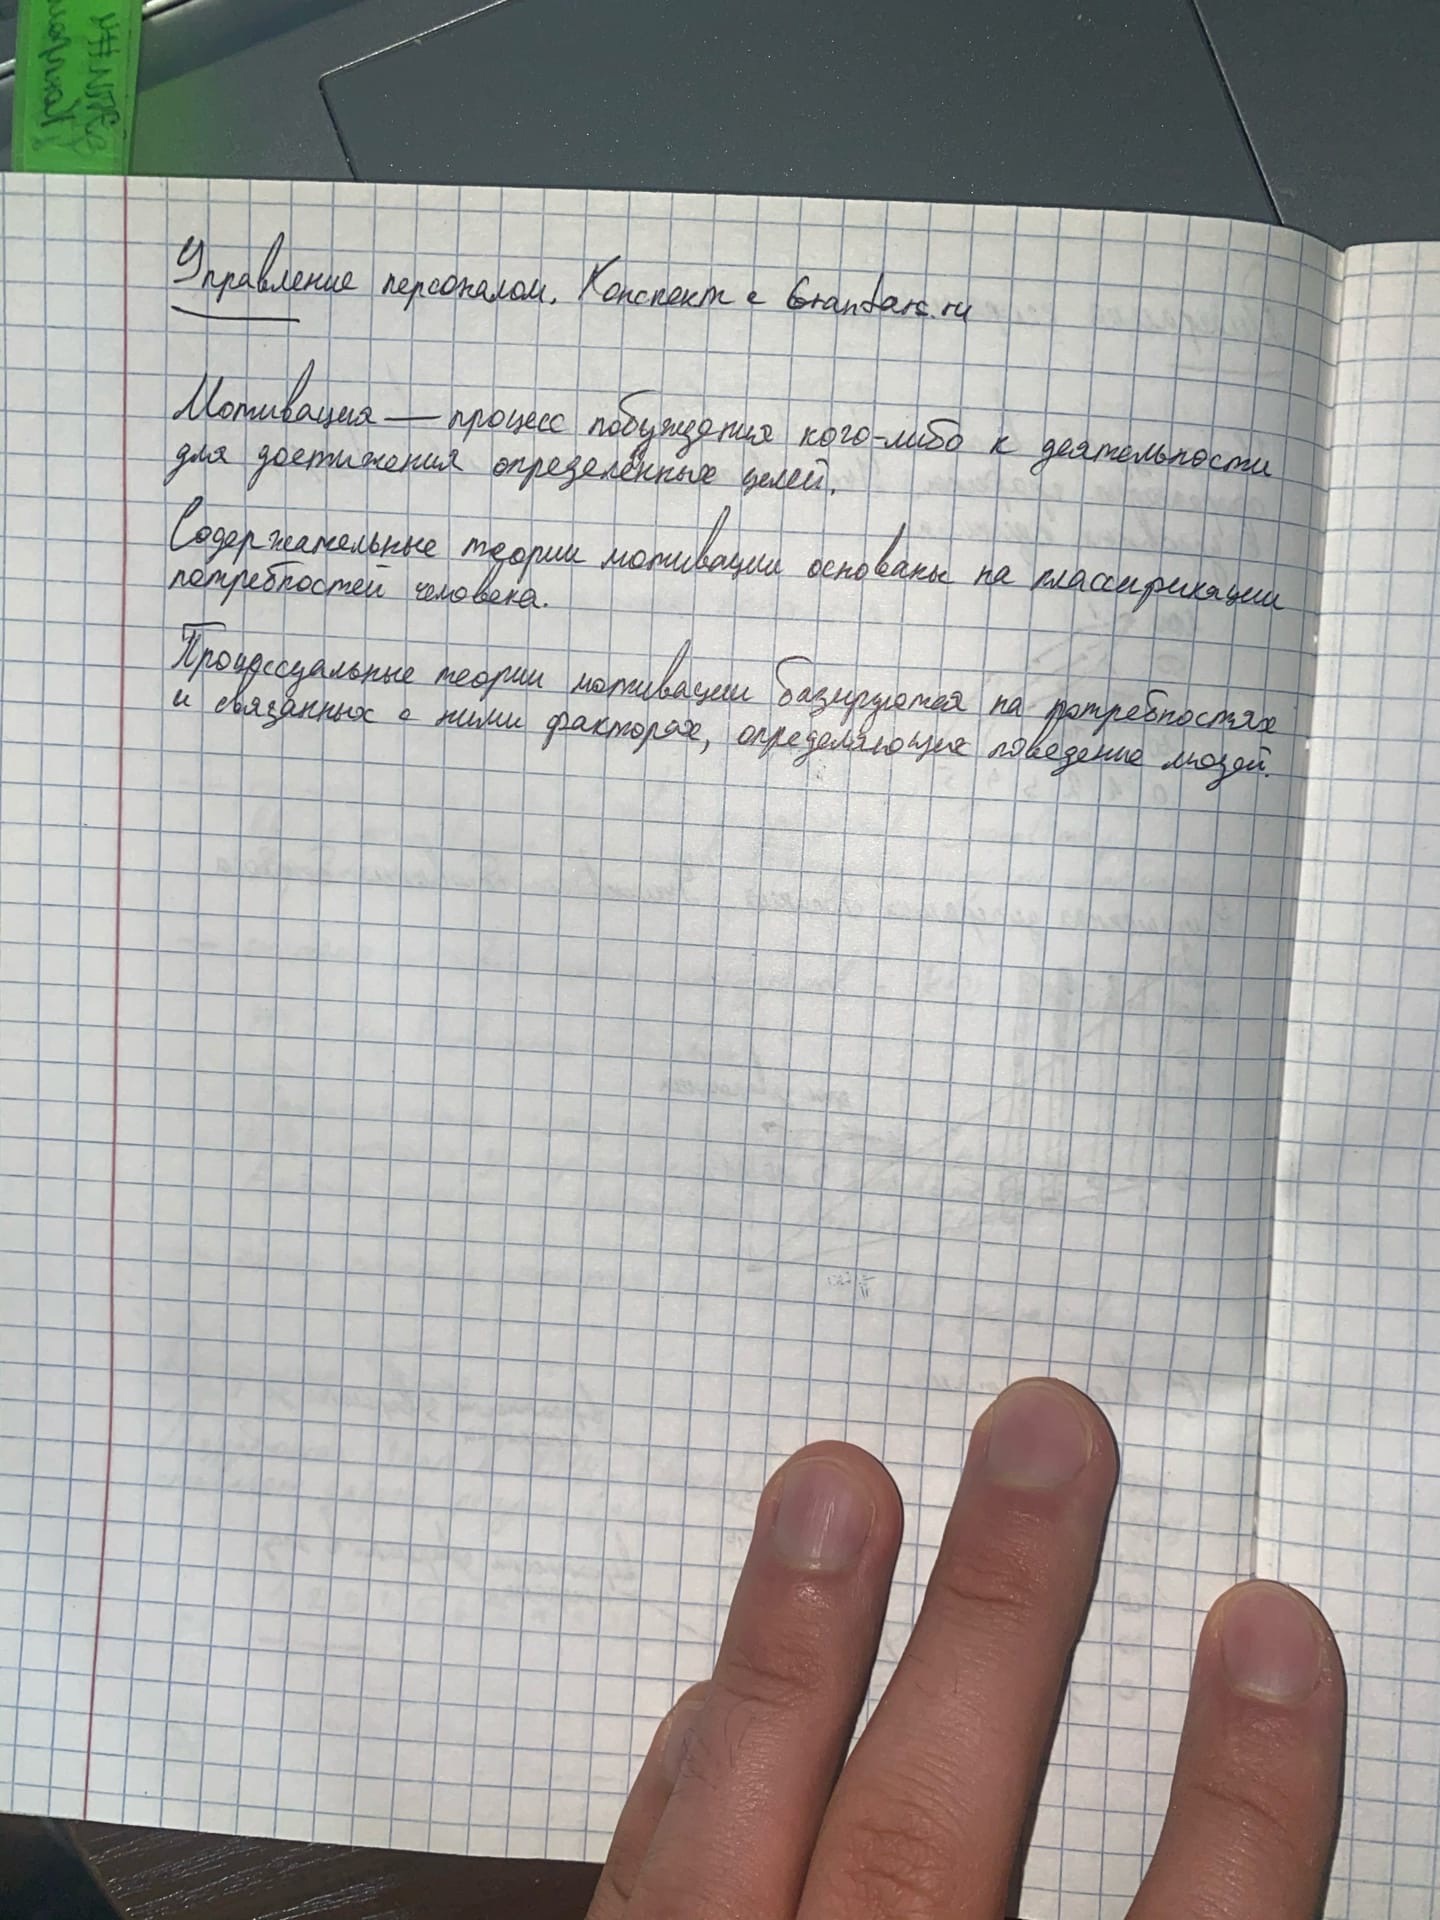 Управление персоналом. Конспект с Grandars.ru
Мотивация — процесс побуждения кого-либо к деятельности
для достижения определённых целей.
Содержательные теории мотивации основаны на классификации
потребностей человека.
Процессуальные теории мотивации базируются на потребностях
и связанных с ними факторах, определяющих поведение людей.